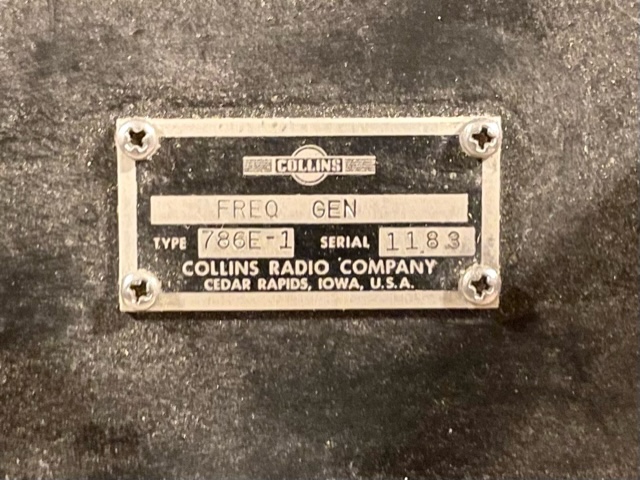 COLLINS
FREQ GEN
TYPE 786E-1 SERIAL 1183
COLLINS RADIO COMPANY
CEDAR RAPIDS, IOWA, U.S.A.